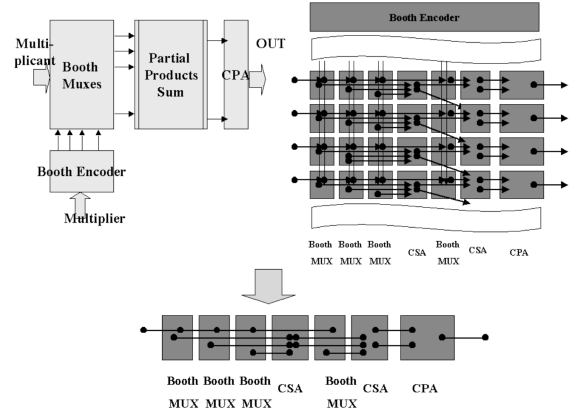 Booth Encoder
Multi-
plicant
Booth
Muxes
Partial
Products
Sum
CPA
OUT
Booth Encoder
Multiplier
Booth Booth Booth CSA Booth CSA CPA
MUX MUX MUX MUX
Booth Booth Booth CSA Booth CSA CPA
MUX MUX MUX MUX